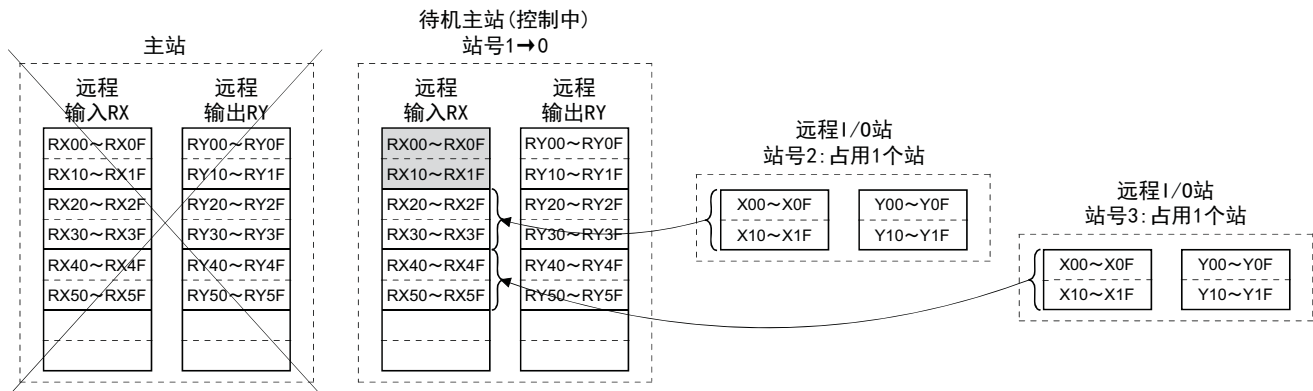 主站
远程
输入RX
远程
输出RY
RX00～RX0F
RY00～RY0F
RX10～RX1F
RY10～RY1F
RX20～RX2F
RY20～RY2F
RX30～RX3F
RY30～RY3F
RX40～RX4F
RY40～RY4F
RX50～RX5F
RY50～RY5F
待机主站(控制中)
站号1→0
远程
输入RX
远程
输出RY
RX00～RX0F
RY00～RY0F
RX10～RX1F
RY10～RY1F
RX20～RX2F
RY20～RY2F
RX30～RX3F
RY30～RY3F
RX40～RX4F
RY40～RY4F
RX50～RX5F
RY50～RY5F
远程I/O站
站号2:占用1个站
X00～X0F
Y00～Y0F
X10～X1F
Y10～Y1F
远程I/O站
站号3:占用1个站
X00～X0F
Y00～Y0F
X10～X1F
Y10～Y1F